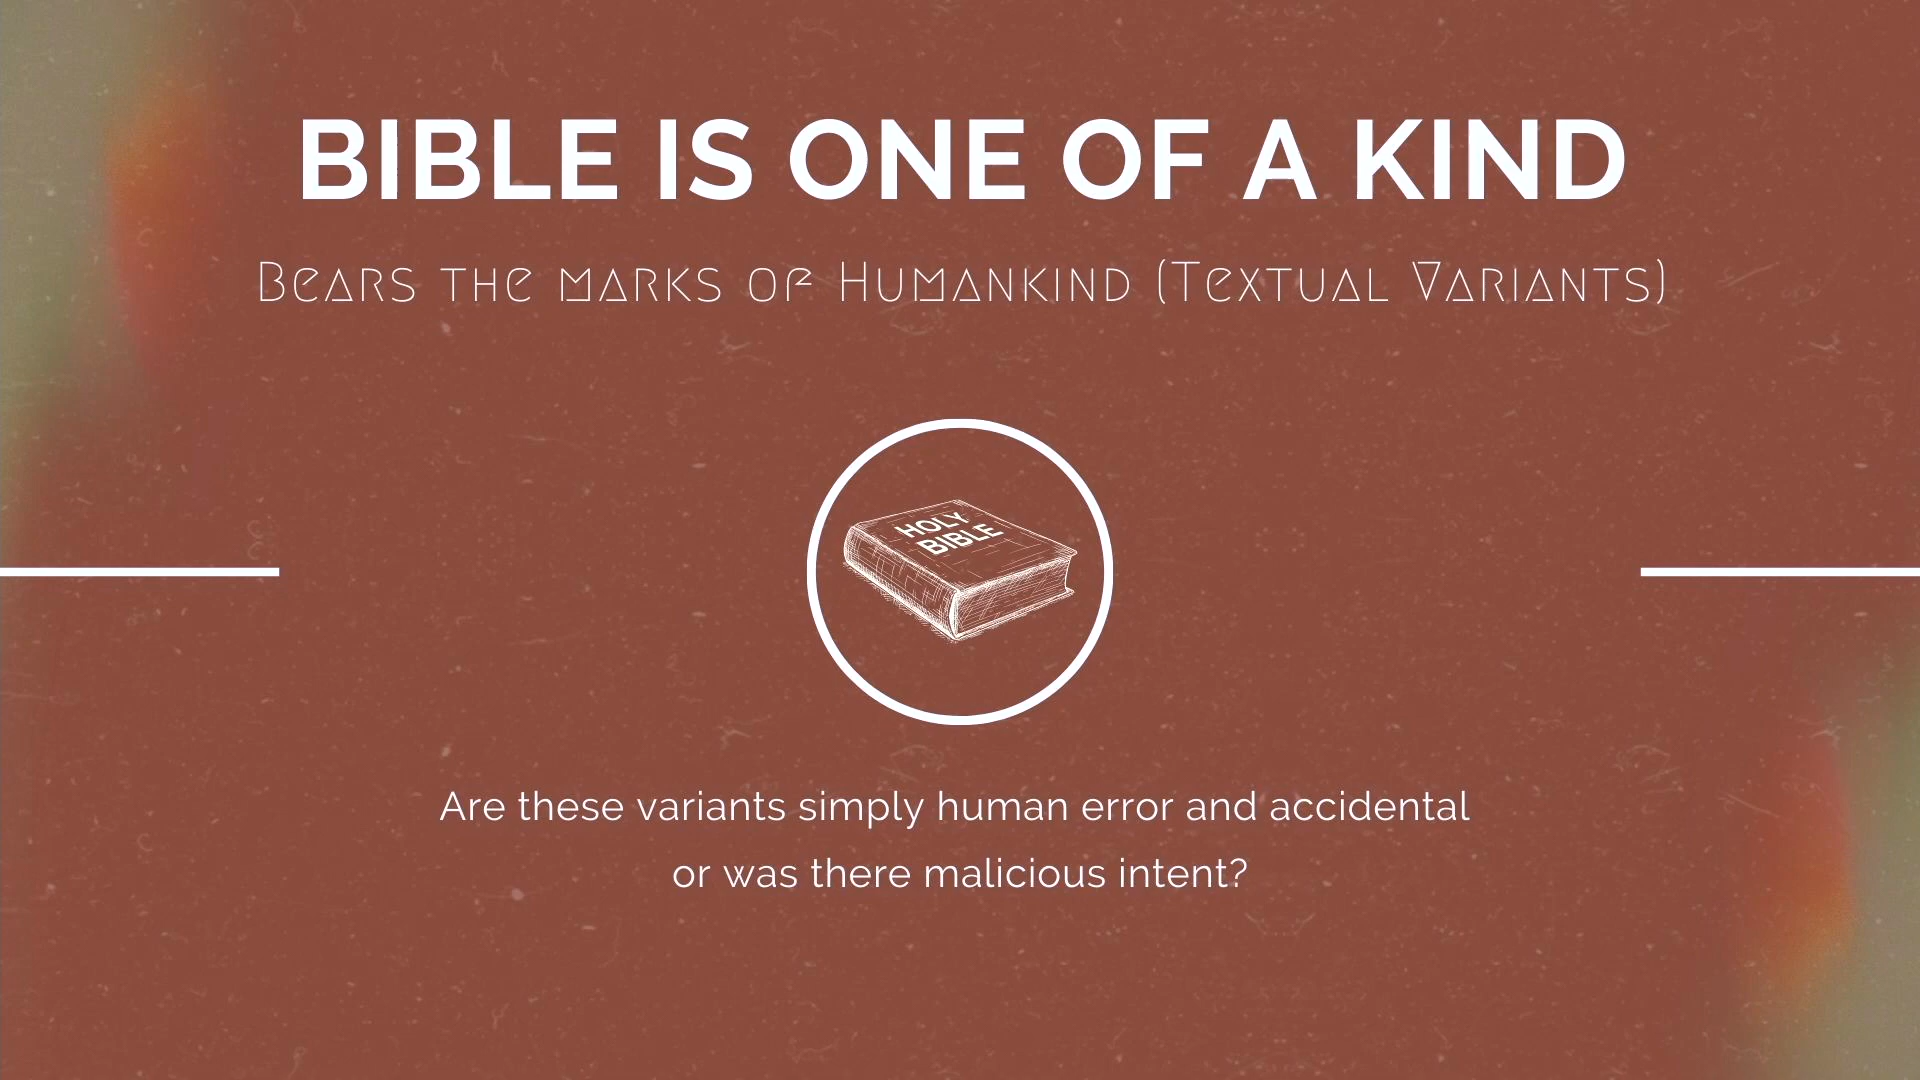 BIBLE IS ONE OF A KIND
Bears the marks of Humankind (Textual Variants)
HOLY
BIBLE
Are these variants simply human error and accidental
or was there malicious intent?